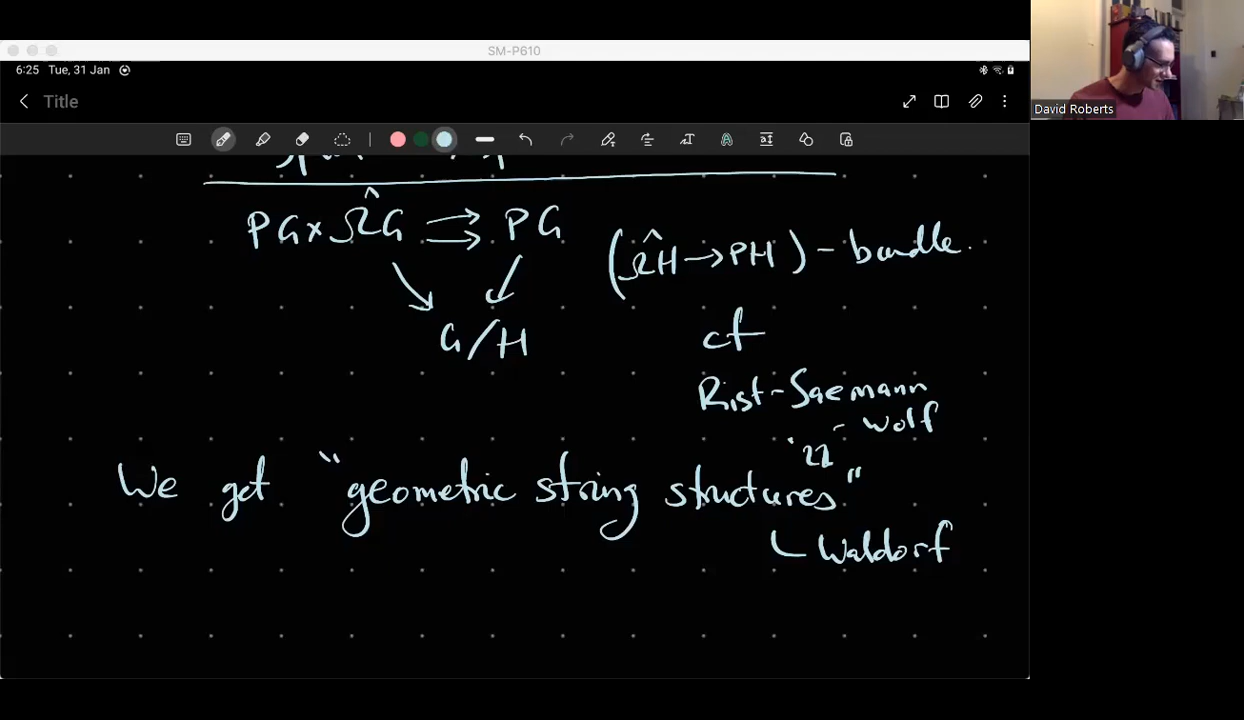 SM-P610
6:25 Tue, 31 Jan
Title
David Roberts
PG × Ω̂G ⇉ PG
(Ω̂H → PH) - bundle.
G/H
cf
Rist-Saemann
- Wolf
'22
We get "geometric string structures"
Waldorf